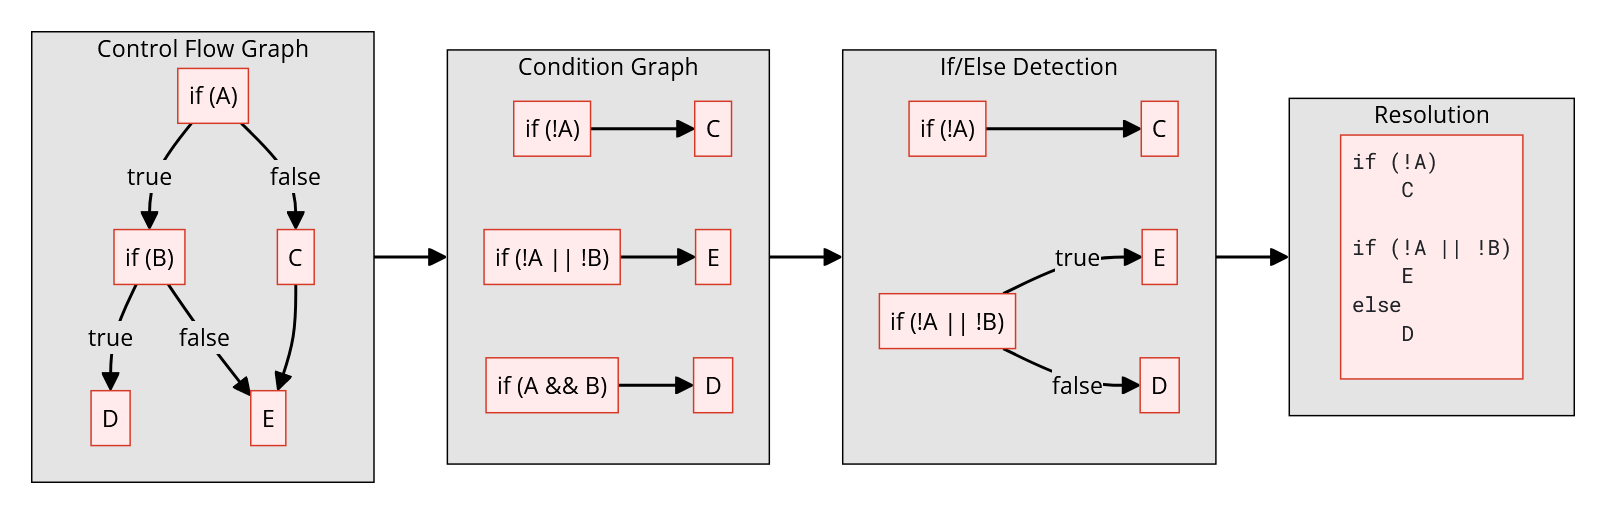 Control Flow Graph
if (A)
true
false
if (B)
C
true
false
D
E
Condition Graph
if (!A)
C
if (!A || !B)
E
if (A && B)
D
If/Else Detection
if (!A)
C
true
E
if (!A || !B)
false
D
Resolution
if (!A)
    C
if (!A || !B)
    E
else
    D